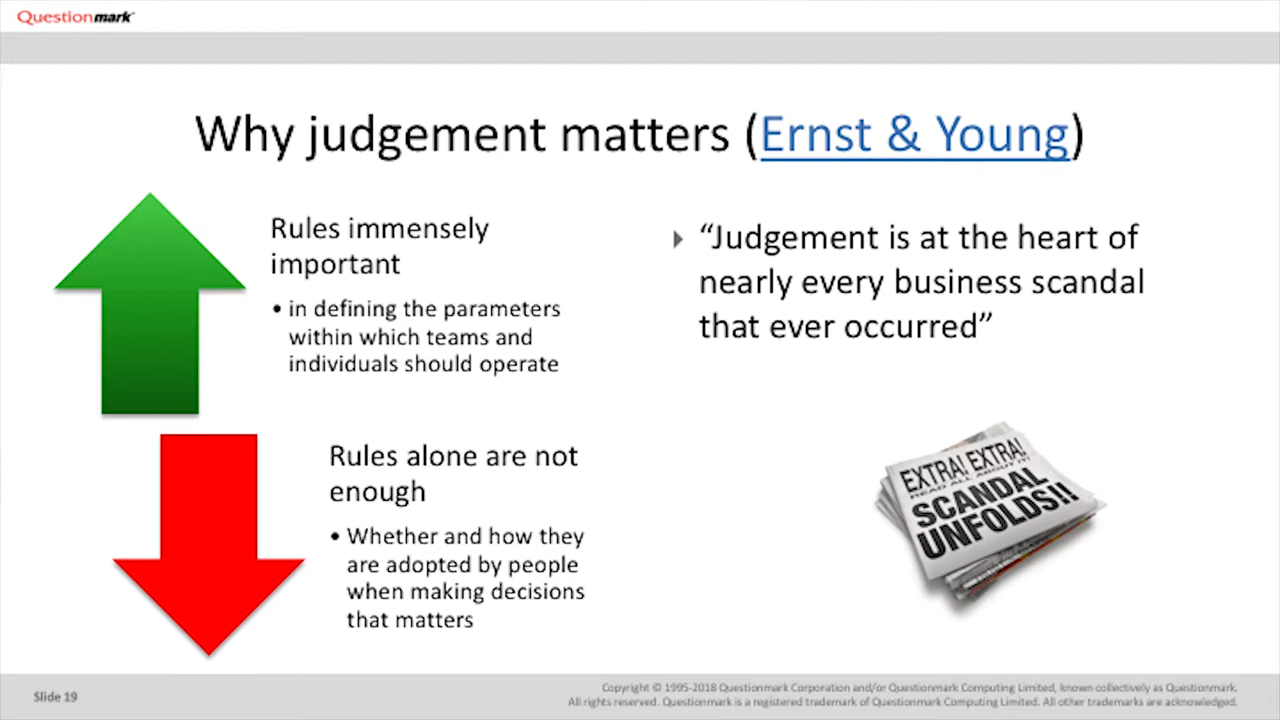 Questionmark
Why judgement matters (Ernst & Young)
Rules immensely
important
• in defining the parameters
within which teams and
individuals should operate
Rules alone are not
enough
• Whether and how they
are adopted by people
when making decisions
that matters
“Judgement is at the heart of
nearly every business scandal
that ever occurred”
EXTRA! EXTRA!
READ ALL ABOUT IT!
SCANDAL
UNFOLDS!!
Slide 19
Copyright © 1995-2018 Questionmark Corporation and/or Questionmark Computing Limited, known collectively as Questionmark.
All rights reserved. Questionmark is a registered trademark of Questionmark Computing Limited. All other trademarks are acknowledged.